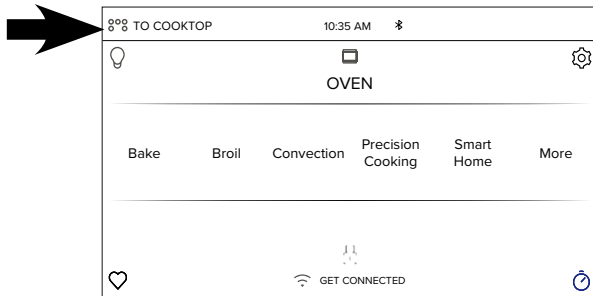 TO COOKTOP 10:35 AM
OVEN
Bake Broil Convection Precision Cooking Smart Home More
GET CONNECTED